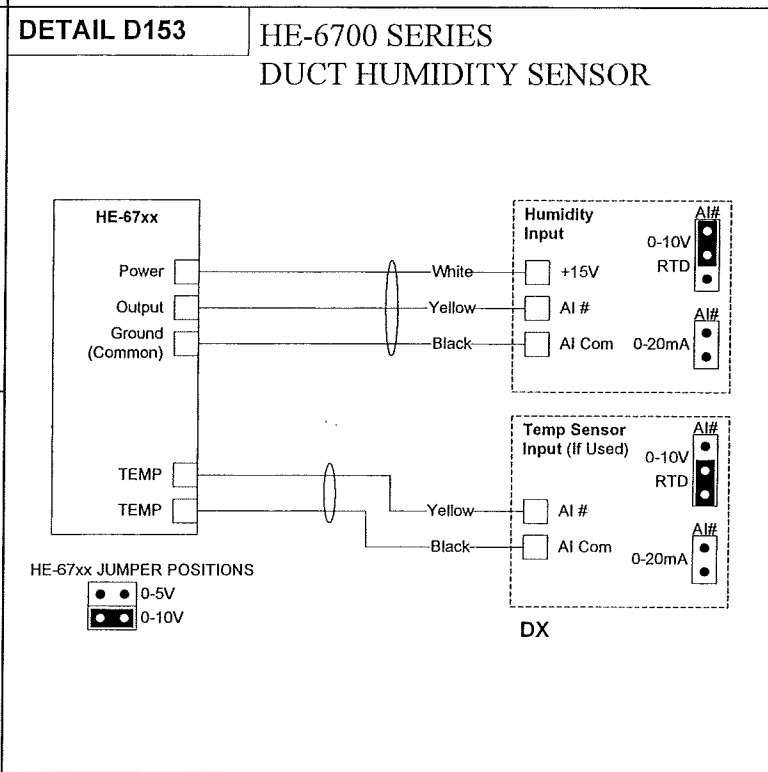 DETAIL D153
HE-6700 SERIES
DUCT HUMIDITY SENSOR
HE-67xx
Power
Output
Ground
(Common)
TEMP
TEMP
White
Yellow
Black
Yellow
Black
Humidity
Input
+15V
AI #
AI Com
AI#
0-10V
RTD
AI#
0-20mA
Temp Sensor
Input (If Used)
AI #
AI Com
AI#
0-10V
RTD
AI#
0-20mA
DX
HE-67xx JUMPER POSITIONS
0-5V
0-10V